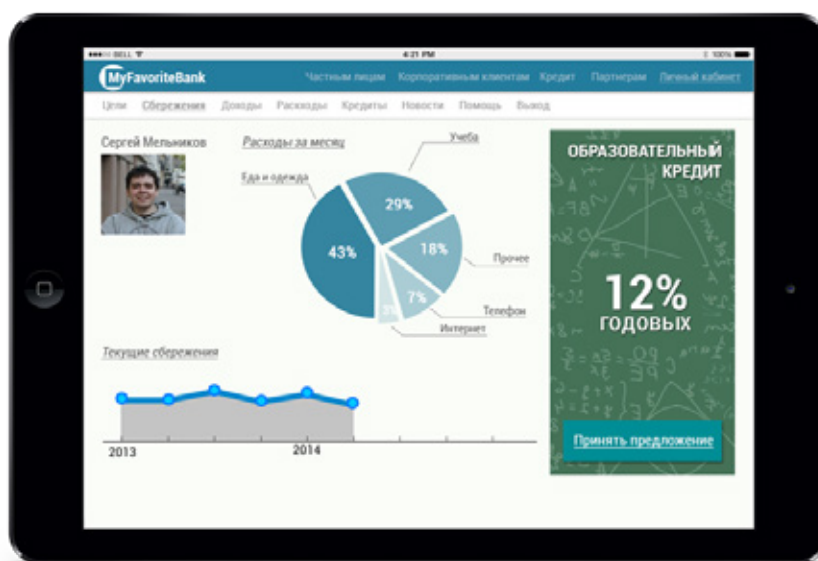 BELL
4:21 PM
100%
MyFavoriteBank
Частным лицам Корпоративным клиентам Кредит Партнерам Личный кабинет
Цели Сбережения Доходы Расходы Кредиты Новости Помощь Выход
Сергей Мельников
Расходы за месяц
Учеба
Еда и одежда
29%
43%
18%
Прочее
7%
3%
Телефон
Интернет
Текущие сбережения
2013
2014
ОБРАЗОВАТЕЛЬНЫЙ
КРЕДИТ
12%
ГОДОВЫХ
Принять предложение